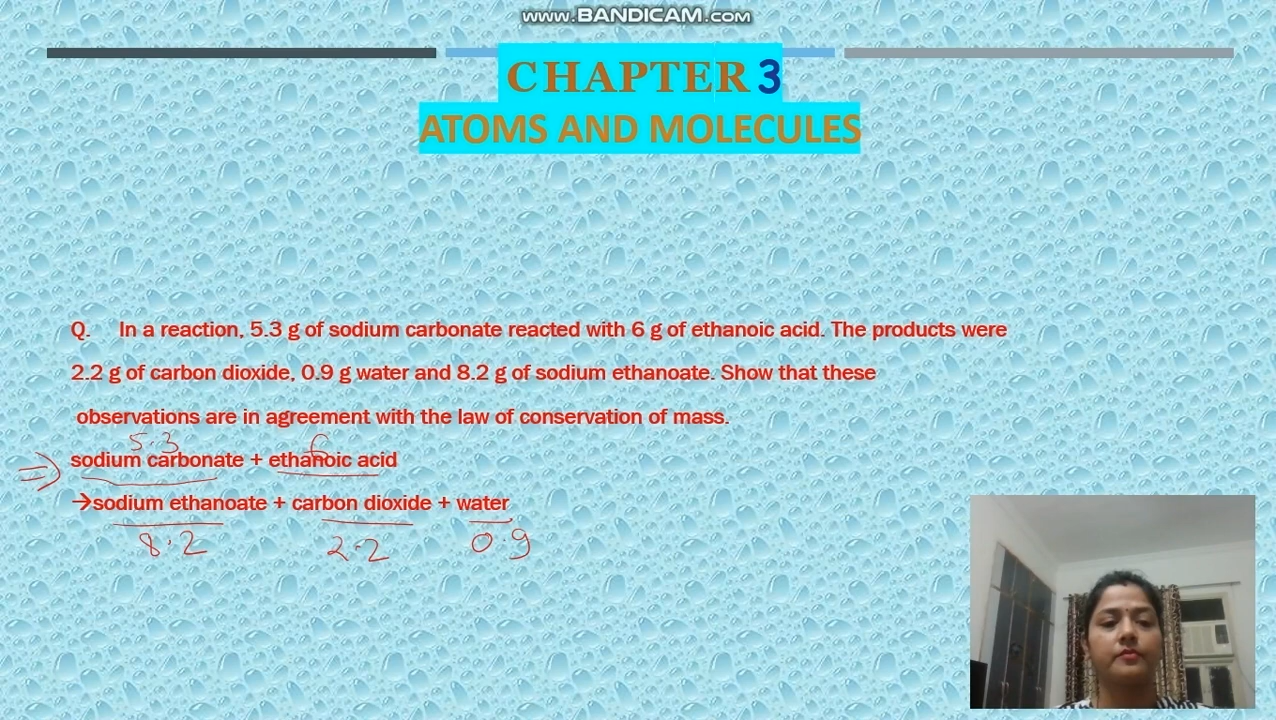 www.BANDICAM.com
CHAPTER 3
ATOMS AND MOLECULES
Q. In a reaction, 5.3 g of sodium carbonate reacted with 6 g of ethanoic acid. The products were
2.2 g of carbon dioxide, 0.9 g water and 8.2 g of sodium ethanoate. Show that these
observations are in agreement with the law of conservation of mass.
5.3 6
⇒ sodium carbonate + ethanoic acid
→sodium ethanoate + carbon dioxide + water
8.2 2.2 0.9